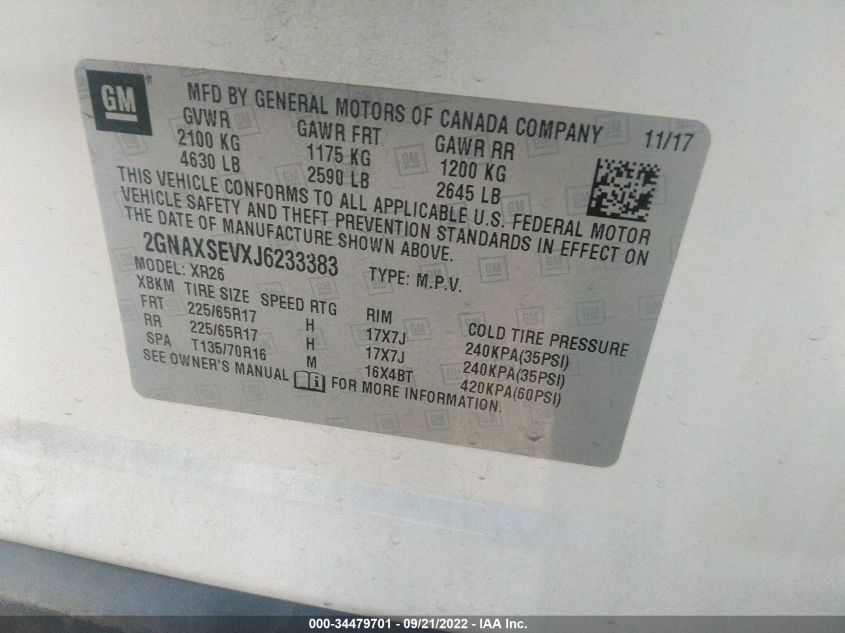 GM
MFD BY GENERAL MOTORS OF CANADA COMPANY 11/17
GVWR GAWR FRT GAWR RR
2100 KG 1175 KG 1200 KG
4630 LB 2590 LB 2645 LB
THIS VEHICLE CONFORMS TO ALL APPLICABLE U.S. FEDERAL MOTOR
VEHICLE SAFETY AND THEFT PREVENTION STANDARDS IN EFFECT ON
THE DATE OF MANUFACTURE SHOWN ABOVE.
2GNAXSEVXJ6233383 TYPE: M.P.V.
MODEL: XR26
XBKM TIRE SIZE SPEED RTG RIM COLD TIRE PRESSURE
FRT 225/65R17 H 17X7J 240KPA(35PSI)
RR 225/65R17 H 17X7J 240KPA(35PSI)
SPA T135/70R16 M 16X4BT 420KPA(60PSI)
SEE OWNER'S MANUAL FOR MORE INFORMATION.
000-34479701 - 09/21/2022 - IAA Inc.